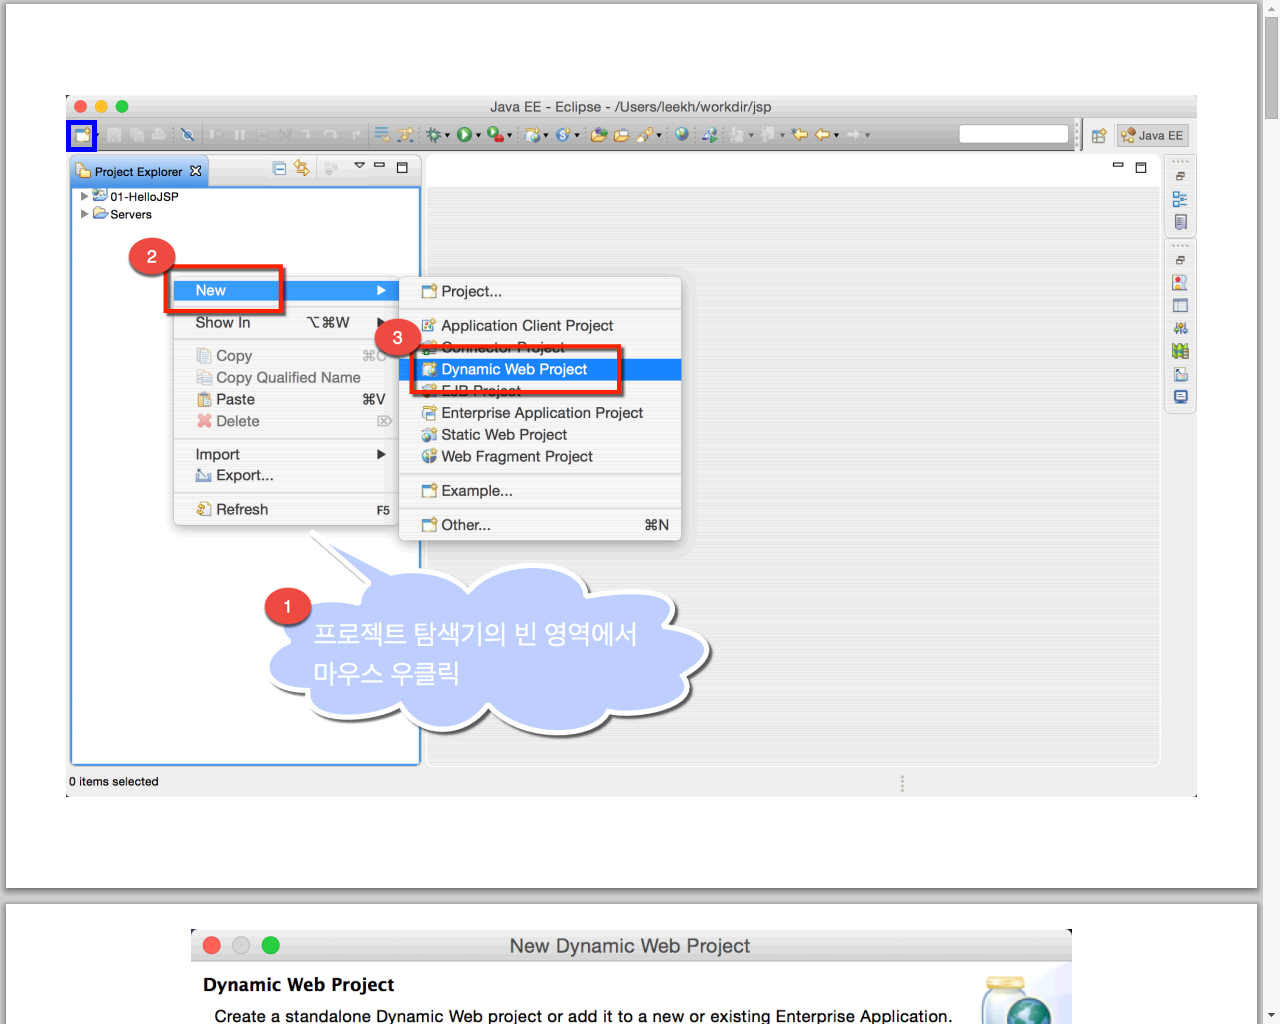 Java EE - Eclipse - /Users/leekh/workdir/jsp
Java EE
Project Explorer
01-HelloJSP
Servers
2
New
Show In ⌥⌘W
Copy ⌘C
Copy Qualified Name
Paste ⌘V
Delete ⌦
Import
Export...
Refresh F5
Project...
Application Client Project
3
Connector Project
Dynamic Web Project
EJB Project
Enterprise Application Project
Static Web Project
Web Fragment Project
Example...
Other... ⌘N
1
프로젝트 탐색기의 빈 영역에서
마우스 우클릭
0 items selected
New Dynamic Web Project
Dynamic Web Project
Create a standalone Dynamic Web project or add it to a new or existing Enterprise Application.